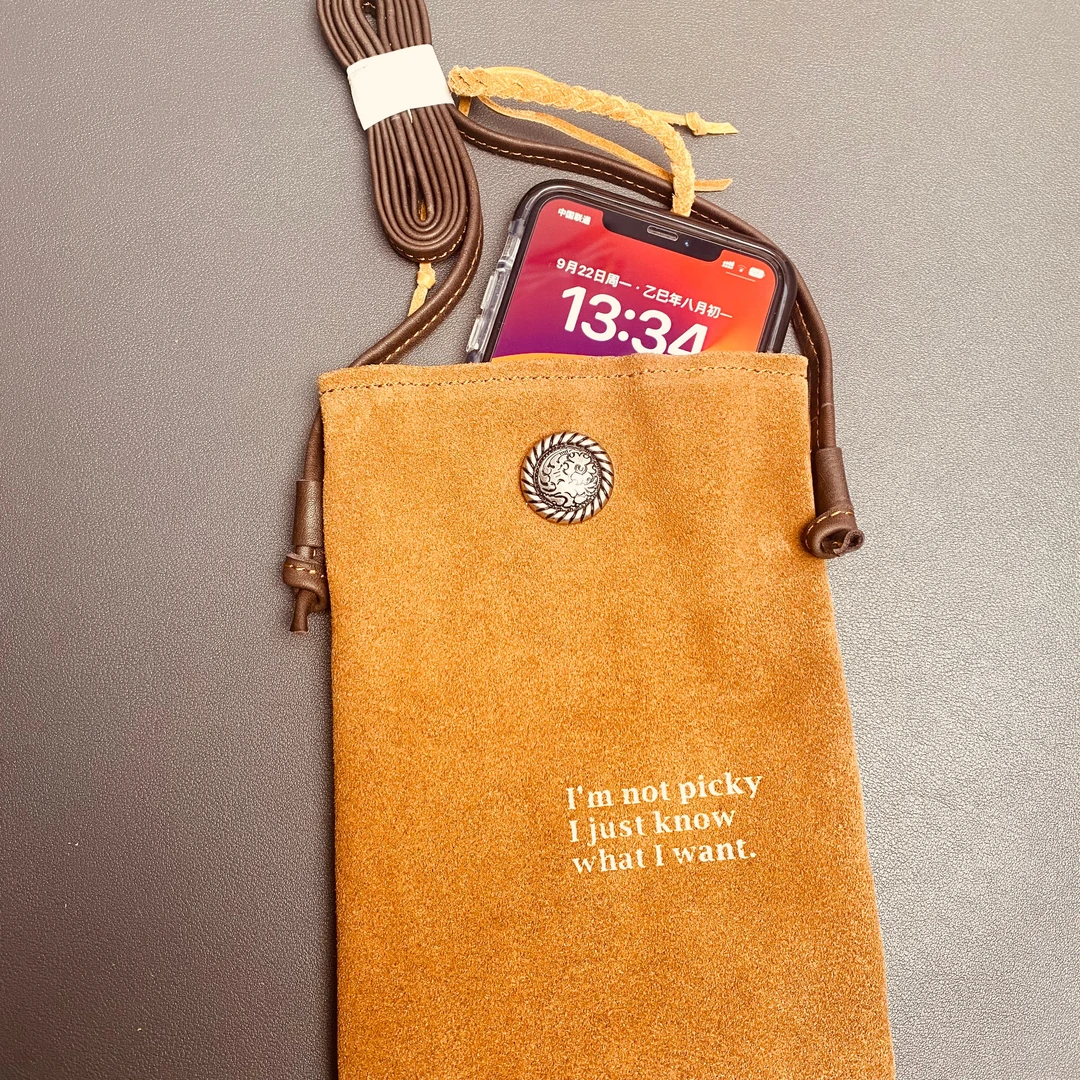 中国联通
9月22日周一 · 乙巳年八月初一
13:34
I'm not picky
I just know
what I want.